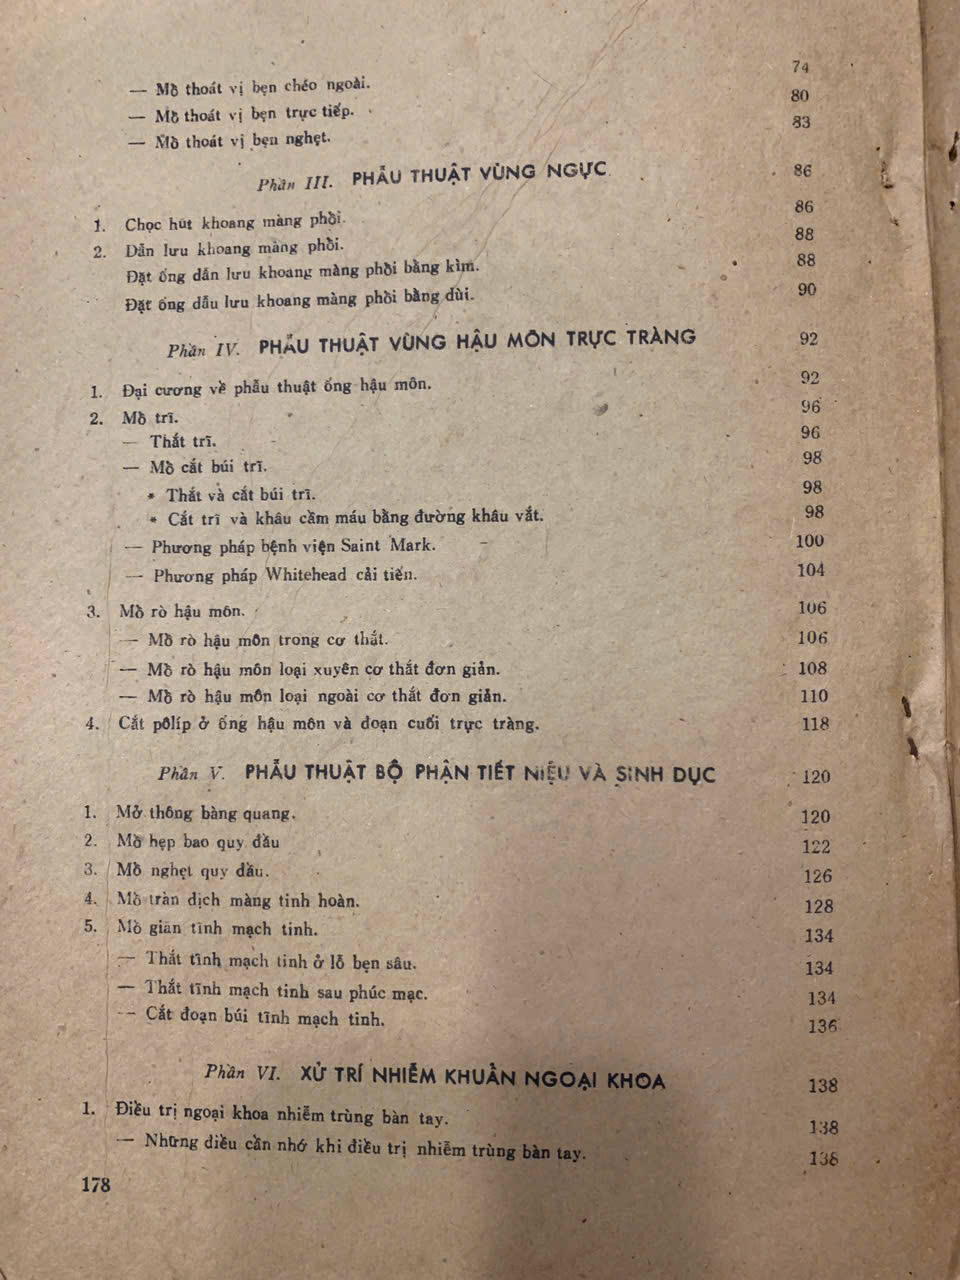 — Mổ thoát vị bẹn chéo ngoài. 74
— Mổ thoát vị bẹn trực tiếp. 80
— Mổ thoát vị bẹn nghẹt. 83
Phần III. PHẪU THUẬT VÙNG NGỰC 86
1. Chọc hút khoang màng phổi. 86
2. Dẫn lưu khoang màng phổi. 88
Đặt ống dẫn lưu khoang màng phổi bằng kìm. 88
Đặt ống dẫu lưu khoang màng phổi bằng dùi. 90
Phần IV. PHẪU THUẬT VÙNG HẬU MÔN TRỰC TRÀNG 92
1. Đại cương về phẫu thuật ống hậu môn. 92
2. Mổ trĩ. 96
— Thắt trĩ. 96
— Mổ cắt búi trĩ. 98
* Thắt và cắt búi trĩ. 98
* Cắt trĩ và khâu cầm máu bằng đường khâu vắt. 98
— Phương pháp bệnh viện Saint Mark. 100
— Phương pháp Whitehead cải tiến. 104
3. Mổ rò hậu môn. 106
— Mổ rò hậu môn trong cơ thắt. 106
— Mổ rò hậu môn loại xuyên cơ thắt đơn giản. 108
— Mổ rò hậu môn loại ngoài cơ thắt đơn giản. 110
4. Cắt pôlíp ở ống hậu môn và đoạn cuối trực tràng. 118
Phần V. PHẪU THUẬT BỘ PHẬN TIẾT NIỆU VÀ SINH DỤC 120
1. Mở thông bàng quang. 120
2. Mổ hẹp bao quy đầu 122
3. Mổ nghẹt quy đầu. 126
4. Mổ tràn dịch màng tinh hoàn. 128
5. Mổ giãn tĩnh mạch tinh. 134
— Thắt tĩnh mạch tinh ở lỗ bẹn sâu. 134
— Thắt tĩnh mạch tinh sau phúc mạc. 134
— Cắt đoạn búi tĩnh mạch tinh. 136
Phần VI. XỬ TRÍ NHIỄM KHUẨN NGOẠI KHOA 138
1. Điều trị ngoại khoa nhiễm trùng bàn tay. 138
— Những điều cần nhớ khi điều trị nhiễm trùng bàn tay. 138
178